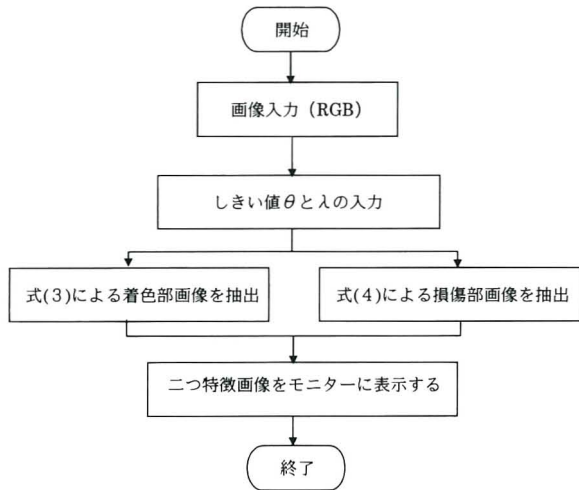 開始
画像入力（RGB）
しきい値θとλの入力
式(3)による着色部画像を抽出
式(4)による損傷部画像を抽出
二つ特徴画像をモニターに表示する
終了